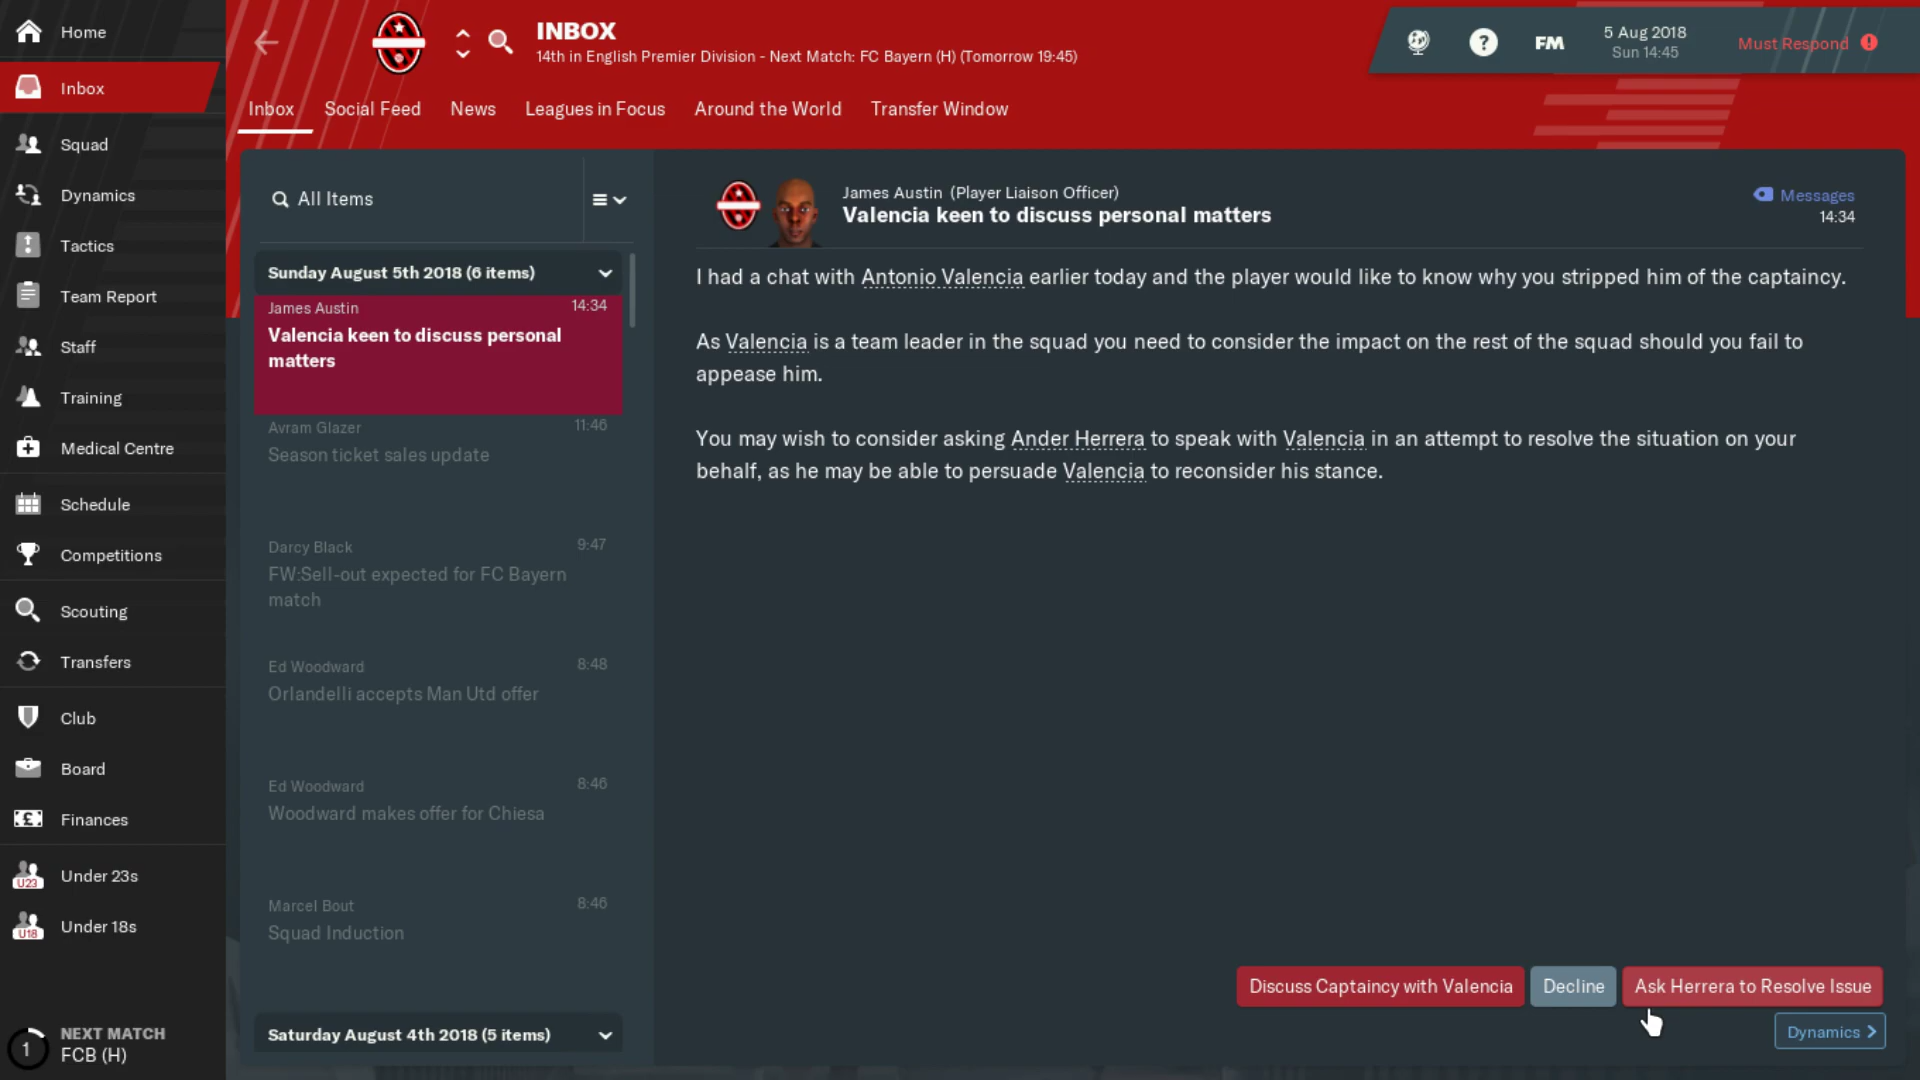 Home
Inbox
Squad
Dynamics
Tactics
Team Report
Staff
Training
Medical Centre
Schedule
Competitions
Scouting
Transfers
Club
Board
Finances
U23
Under 23s
U18
Under 18s
1
NEXT MATCH
FCB (H)
INBOX
14th in English Premier Division - Next Match: FC Bayern (H) (Tomorrow 19:45)
?
FM
5 Aug 2018
Sun 14:45
Must Respond
Inbox
Social Feed
News
Leagues in Focus
Around the World
Transfer Window
All Items
Sunday August 5th 2018 (6 items)
James Austin 14:34
Valencia keen to discuss personal
matters
Avram Glazer 11:46
Season ticket sales update
Darcy Black 9:47
FW:Sell-out expected for FC Bayern
match
Ed Woodward 8:48
Orlandelli accepts Man Utd offer
Ed Woodward 8:46
Woodward makes offer for Chiesa
Marcel Bout 8:46
Squad Induction
Saturday August 4th 2018 (5 items)
James Austin (Player Liaison Officer)
Valencia keen to discuss personal matters
Messages
14:34
I had a chat with Antonio Valencia earlier today and the player would like to know why you stripped him of the captaincy.
As Valencia is a team leader in the squad you need to consider the impact on the rest of the squad should you fail to
appease him.
You may wish to consider asking Ander Herrera to speak with Valencia in an attempt to resolve the situation on your
behalf, as he may be able to persuade Valencia to reconsider his stance.
Discuss Captaincy with Valencia
Decline
Ask Herrera to Resolve Issue
Dynamics